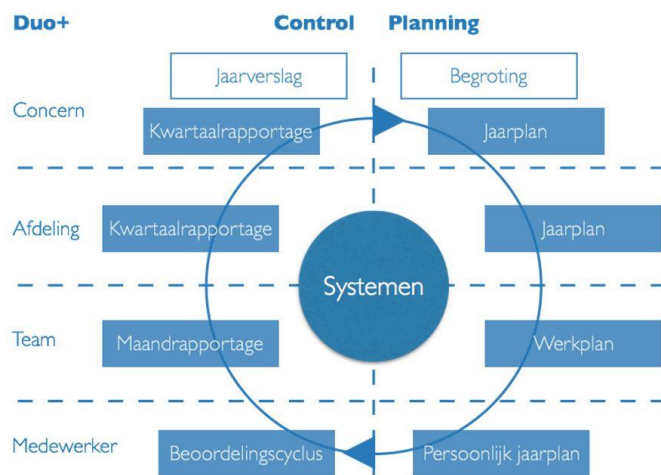 Duo+
Control
Planning
Jaarverslag
Begroting
Concern
Kwartaalrapportage
Jaarplan
Afdeling
Kwartaalrapportage
Jaarplan
Systemen
Team
Maandrapportage
Werkplan
Medewerker
Beoordelingscyclus
Persoonlijk jaarplan